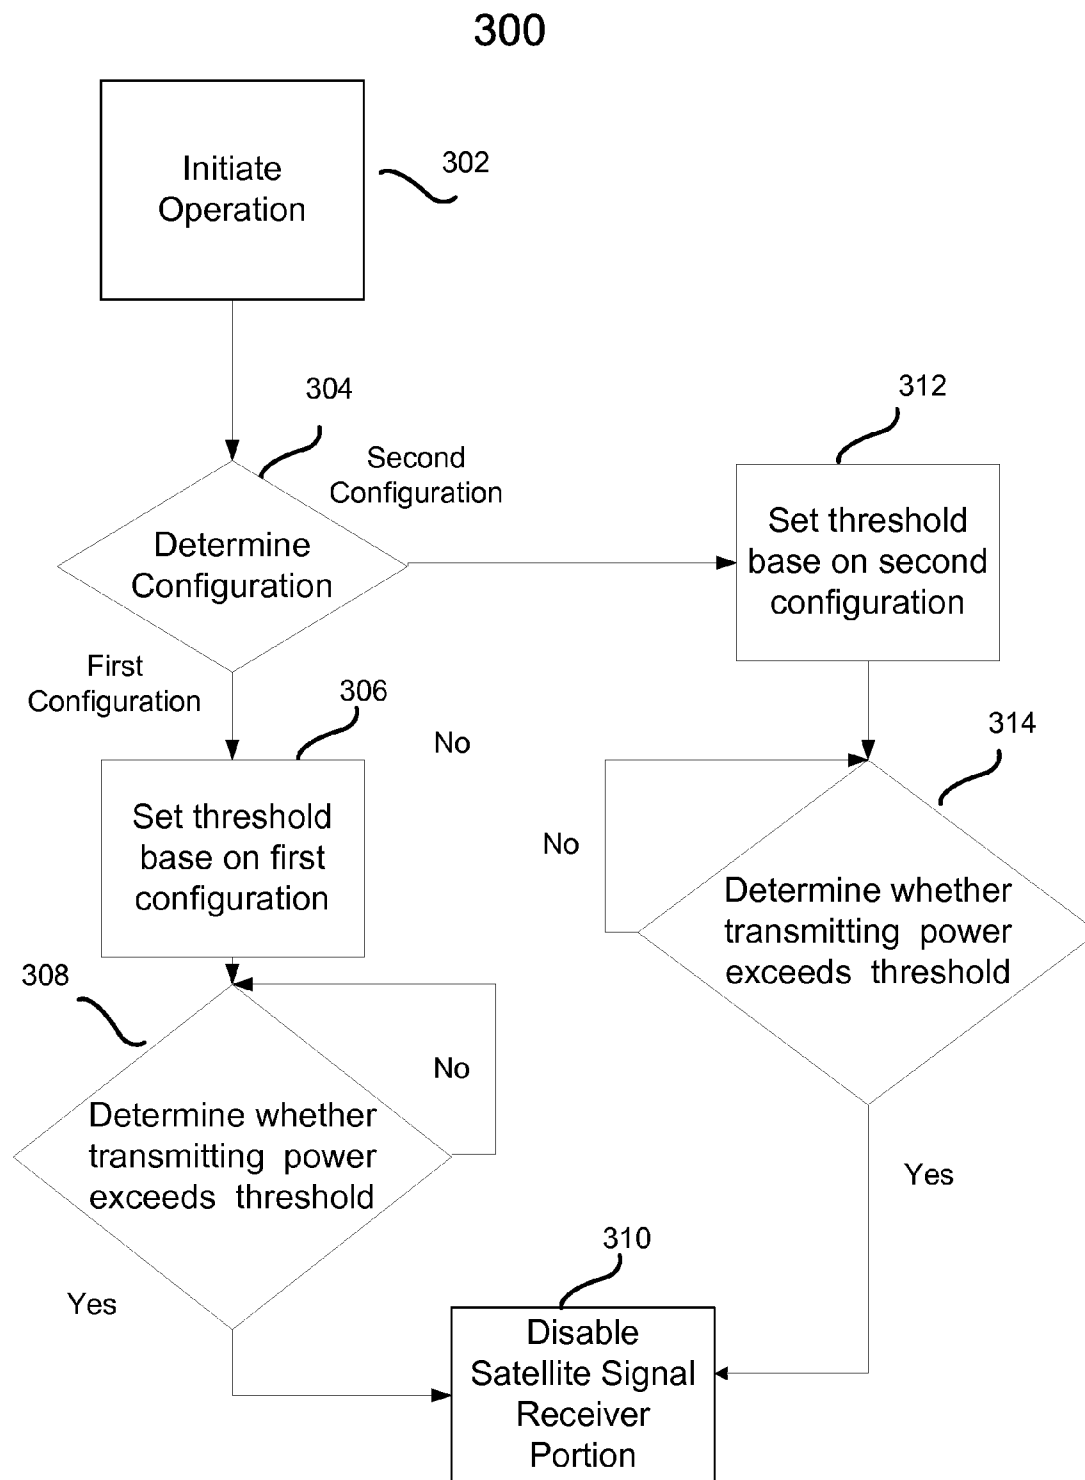 300
Initiate
Operation
302
304
Second
Configuration
312
Determine
Configuration
Set threshold
base on second
configuration
First
Configuration
306
No
314
Set threshold
base on first
configuration
No
Determine whether
transmitting power
exceeds threshold
308
No
Determine whether
transmitting power
exceeds threshold
Yes
310
Yes
Disable
Satellite Signal
Receiver
Portion